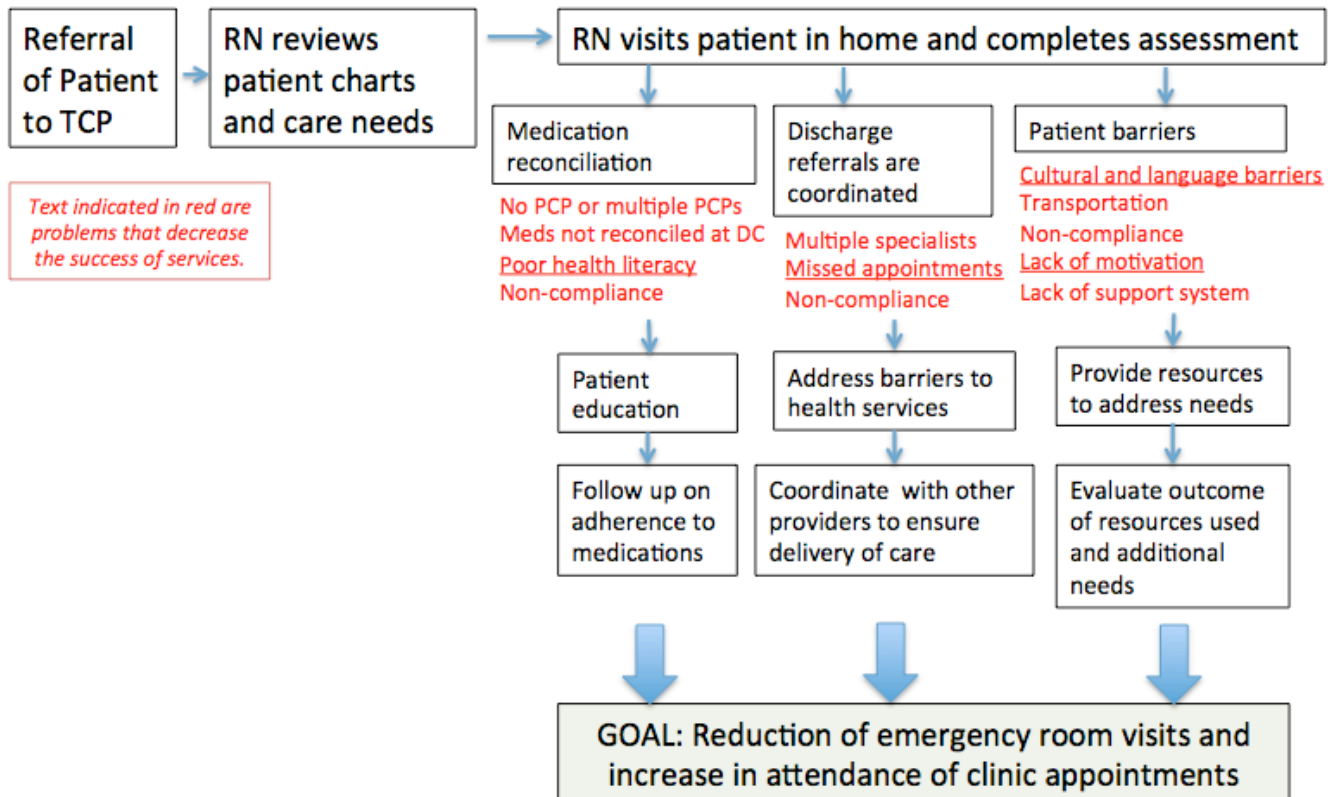 Referral
of Patient
to TCP
RN reviews
patient charts
and care needs
RN visits patient in home and completes assessment
Text indicated in red are
problems that decrease
the success of services.
Medication
reconciliation
No PCP or multiple PCPs
Meds not reconciled at DC
Poor health literacy
Non-compliance
Patient
education
Follow up on
adherence to
medications
Discharge
referrals are
coordinated
Multiple specialists
Missed appointments
Non-compliance
Address barriers to
health services
Coordinate with other
providers to ensure
delivery of care
Patient barriers
Cultural and language barriers
Transportation
Non-compliance
Lack of motivation
Lack of support system
Provide resources
to address needs
Evaluate outcome
of resources used
and additional
needs
GOAL: Reduction of emergency room visits and
increase in attendance of clinic appointments